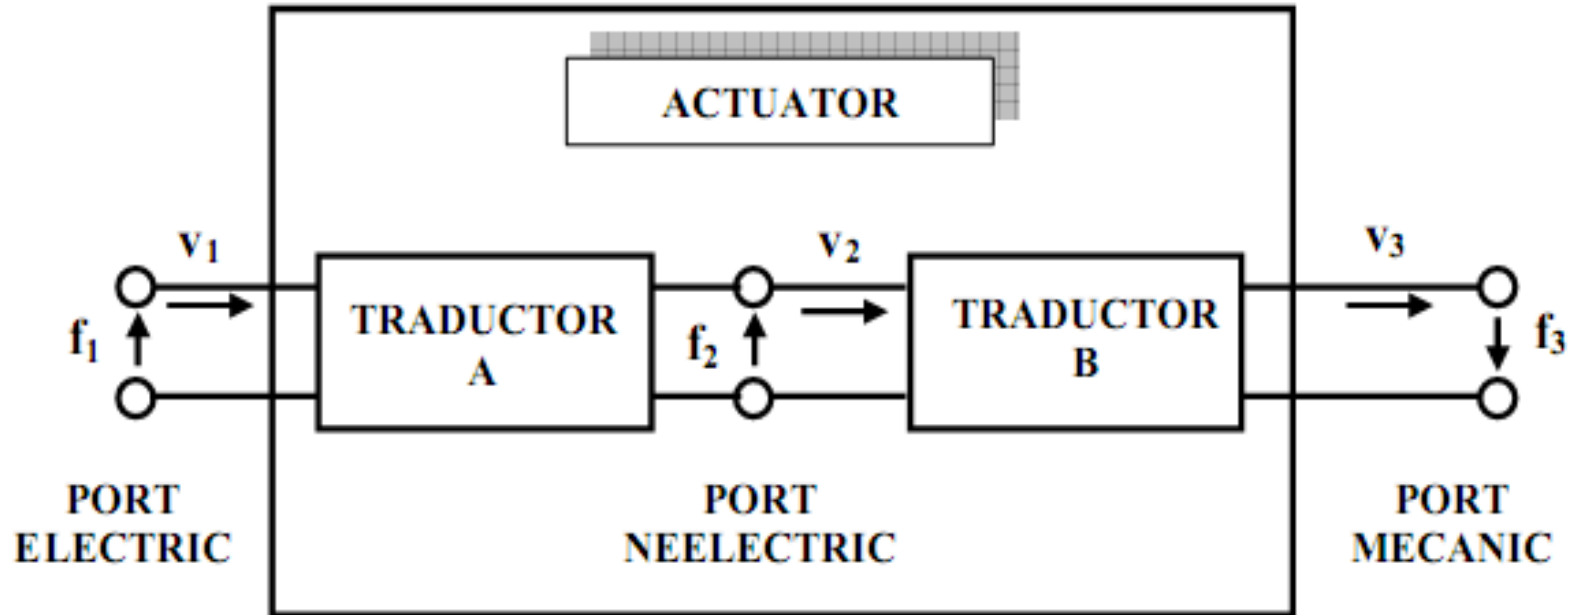 ACTUATOR
v₁
v₂
v₃
f₁
TRADUCTOR
A
f₂
TRADUCTOR
B
f₃
PORT
ELECTRIC
PORT
NEELECTRIC
PORT
MECANIC